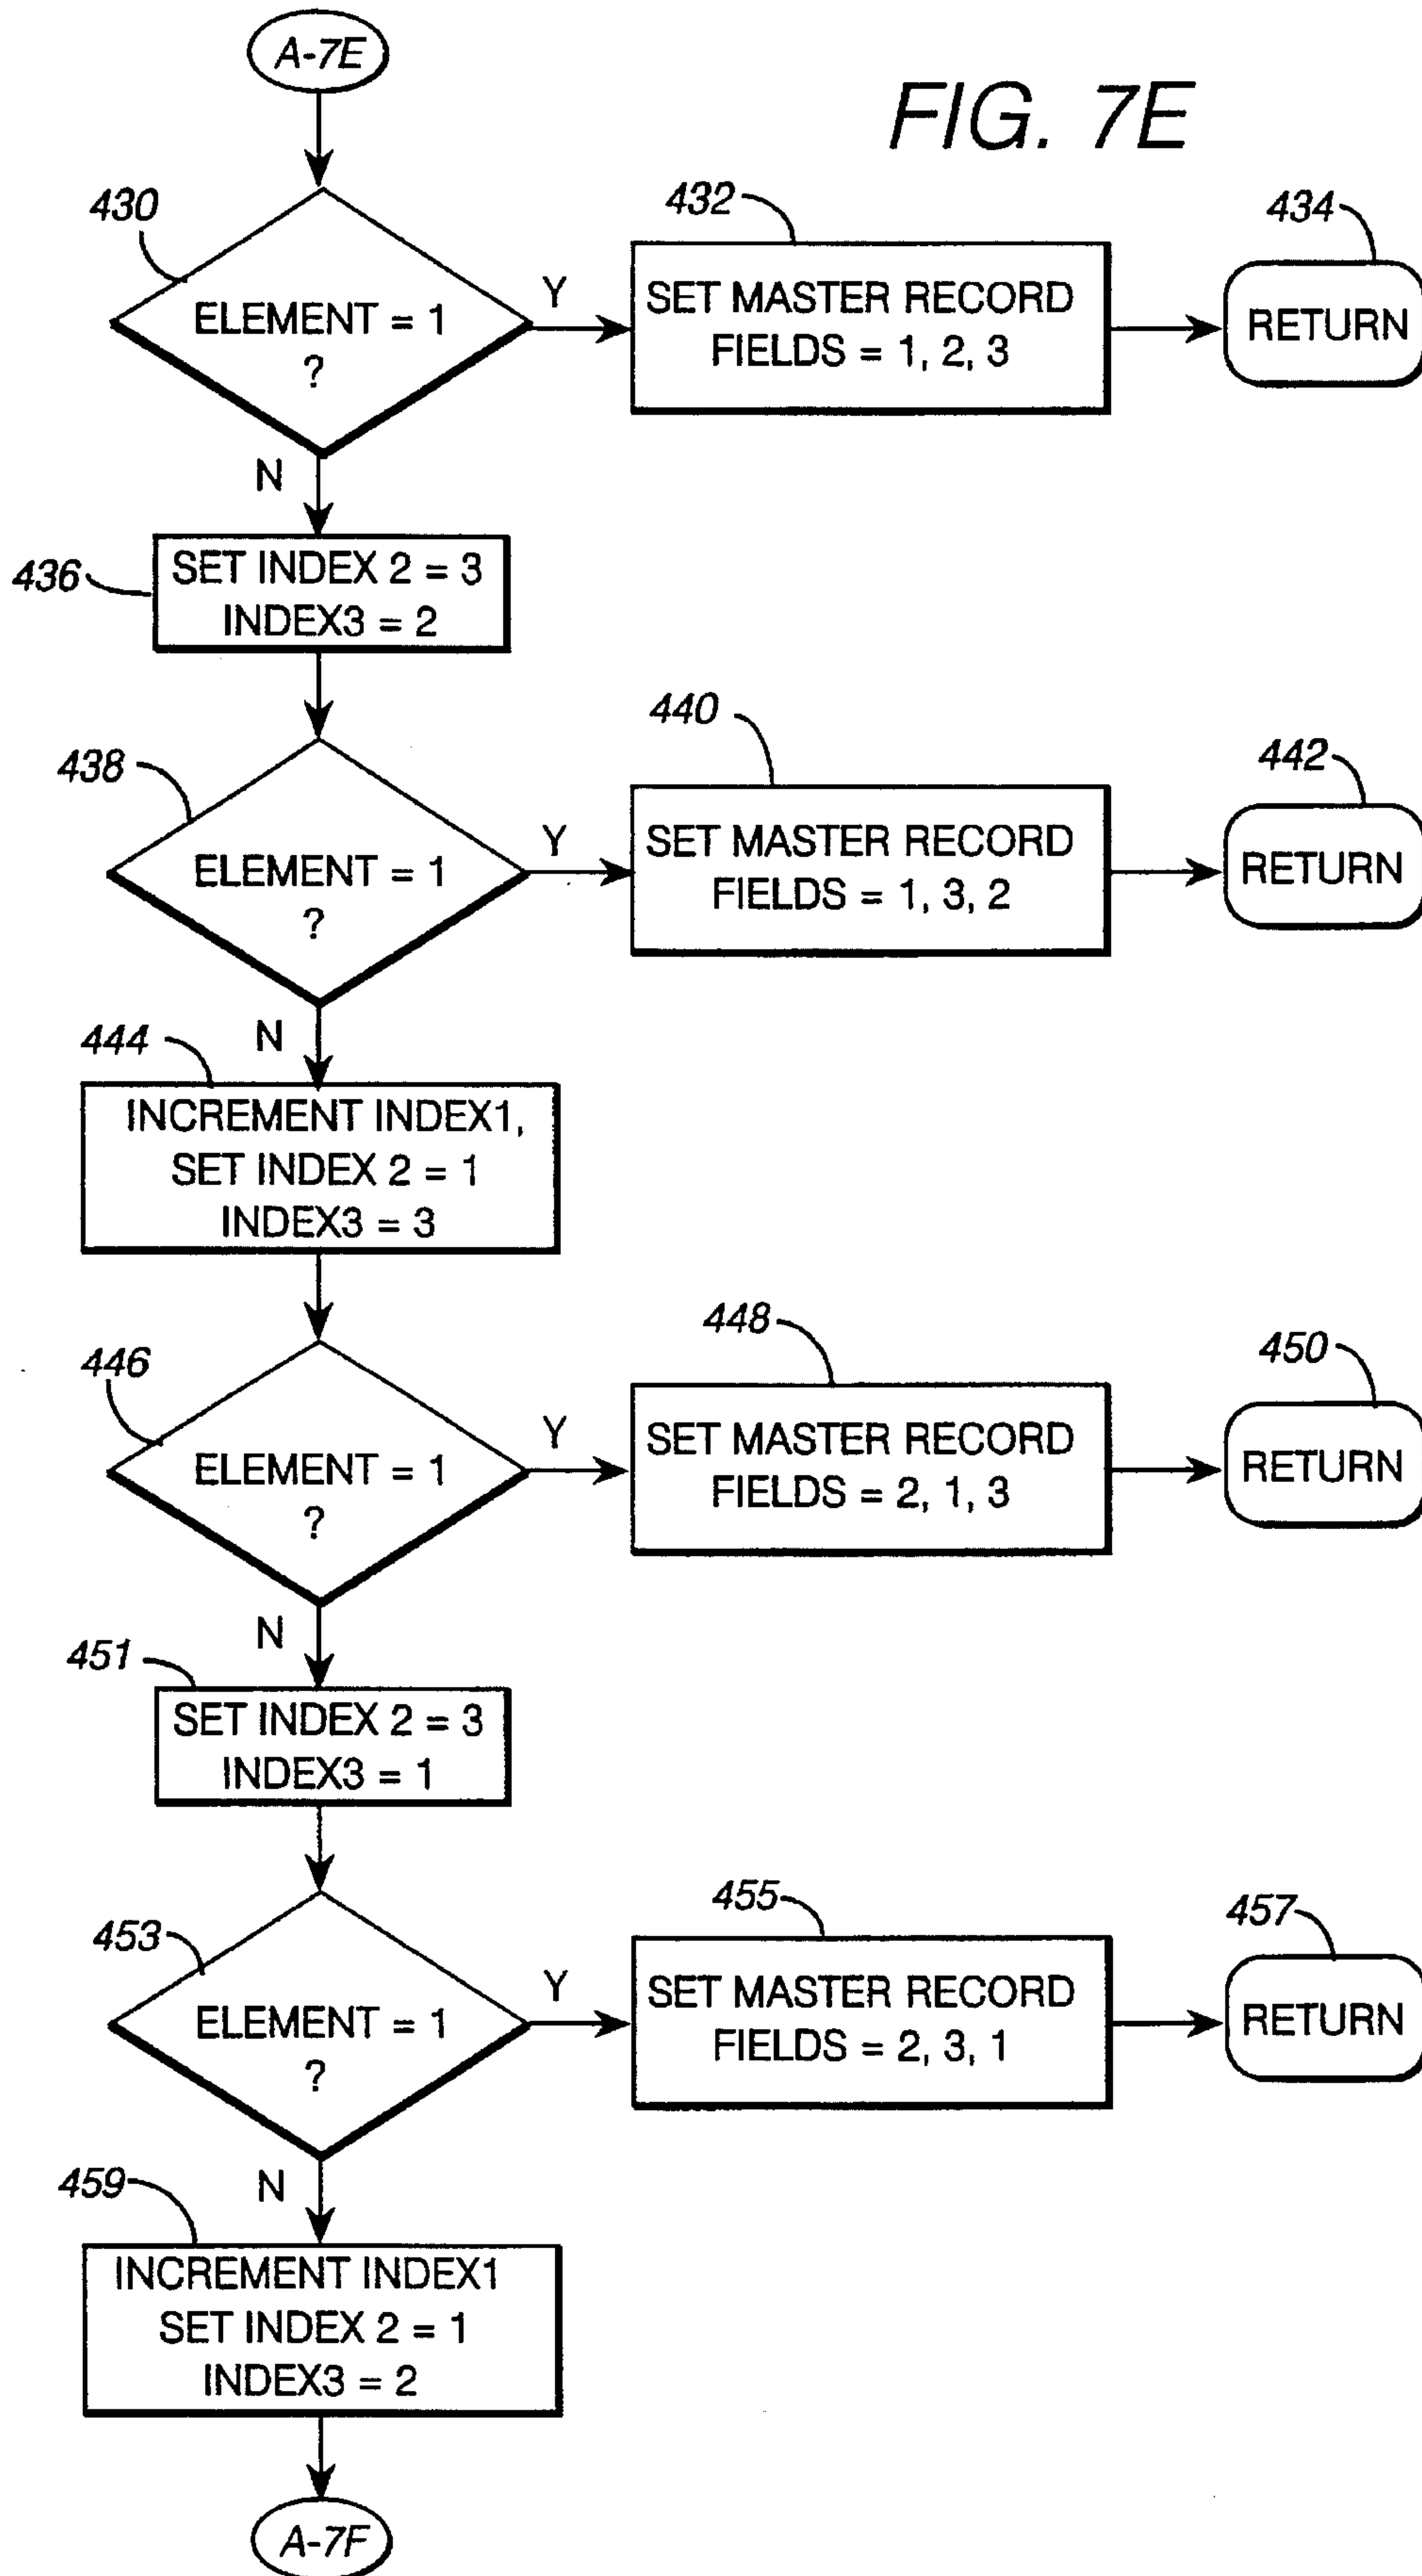 A-7E
FIG. 7E
430
432
434
ELEMENT = 1
?
Y
SET MASTER RECORD
FIELDS = 1, 2, 3
RETURN
N
436
SET INDEX 2 = 3
INDEX3 = 2
438
440
442
ELEMENT = 1
?
Y
SET MASTER RECORD
FIELDS = 1, 3, 2
RETURN
N
444
INCREMENT INDEX1,
SET INDEX 2 = 1
INDEX3 = 3
446
448
450
ELEMENT = 1
?
Y
SET MASTER RECORD
FIELDS = 2, 1, 3
RETURN
N
451
SET INDEX 2 = 3
INDEX3 = 1
453
455
457
ELEMENT = 1
?
Y
SET MASTER RECORD
FIELDS = 2, 3, 1
RETURN
N
459
INCREMENT INDEX1
SET INDEX 2 = 1
INDEX3 = 2
A-7F